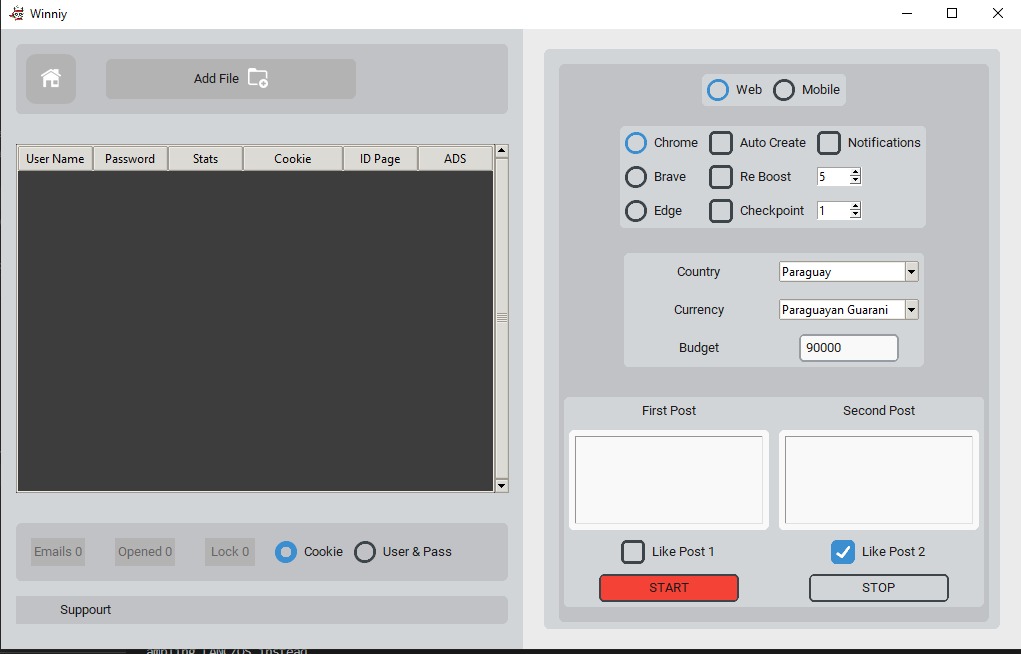 Winniy
Add File
User Name Password Stats Cookie ID Page ADS
Emails 0 Opened 0 Lock 0 Cookie User & Pass
Suppourt
Web Mobile
Chrome Auto Create Notifications
Brave Re Boost 5
Edge Checkpoint 1
Country Paraguay
Currency Paraguayan Guarani
Budget 90000
First Post Second Post
Like Post 1 Like Post 2
START STOP